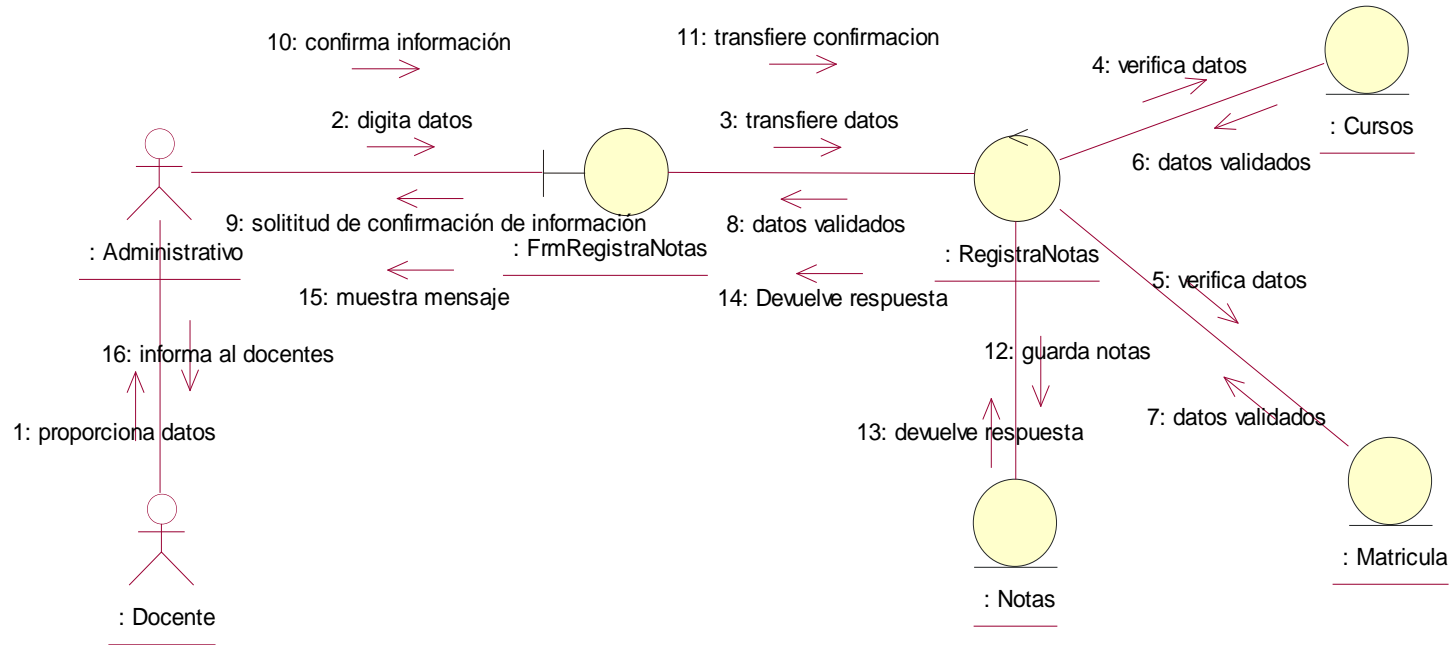 10: confirma información
11: transfiere confirmacion
4: verifica datos
2: digita datos
3: transfiere datos
: Cursos
6: datos validados
9: solititud de confirmación de información
8: datos validados
: Administrativo
: FrmRegistraNotas
: RegistraNotas
5: verifica datos
15: muestra mensaje
14: Devuelve respuesta
16: informa al docentes
12: guarda notas
1: proporciona datos
13: devuelve respuesta
7: datos validados
: Matricula
: Notas
: Docente